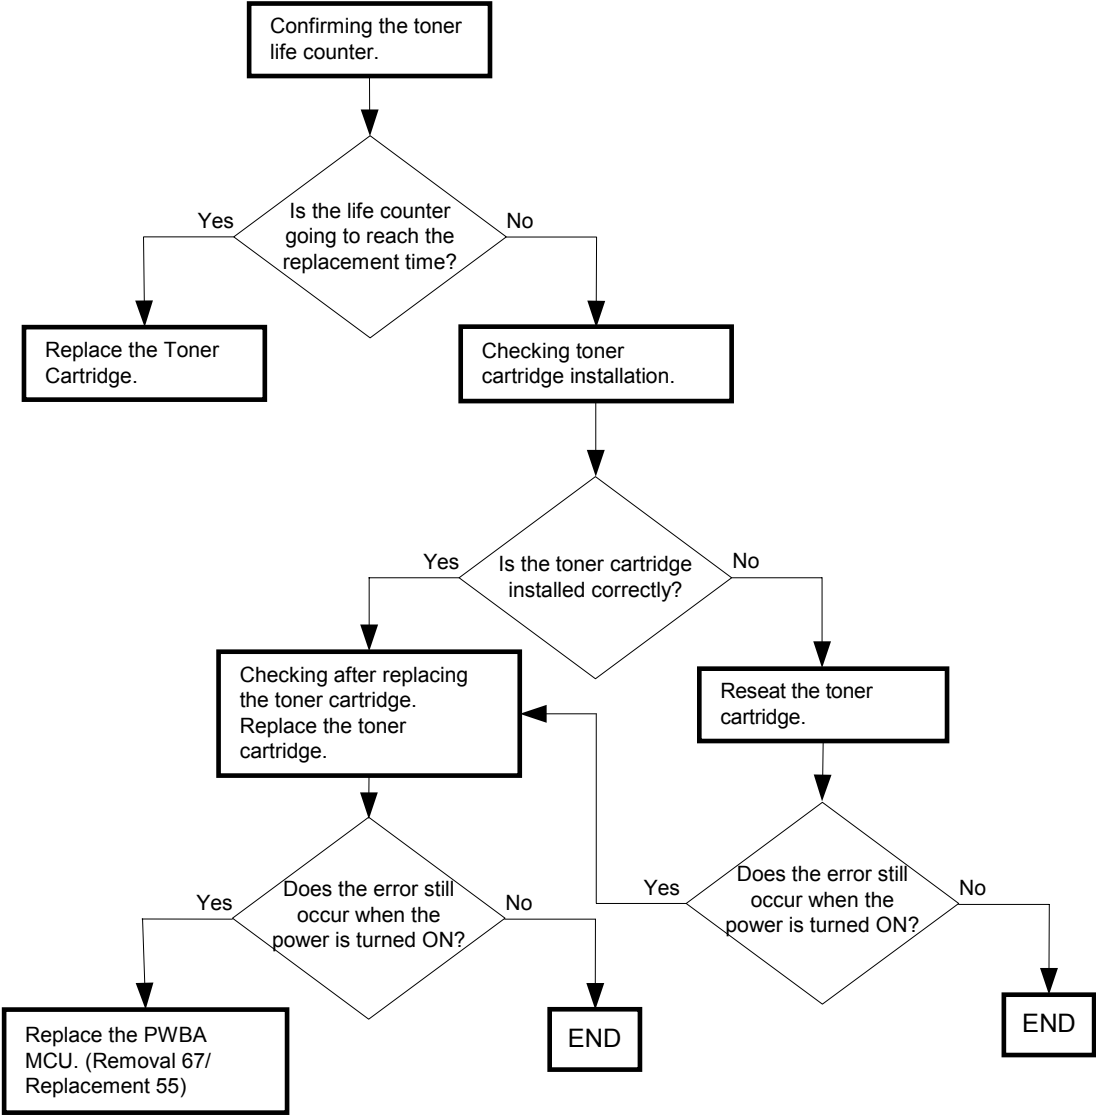 Confirming the toner
life counter.
Is the life counter
going to reach the
replacement time?
Yes
No
Replace the Toner
Cartridge.
Checking toner
cartridge installation.
Is the toner cartridge
installed correctly?
Yes
No
Checking after replacing
the toner cartridge.
Replace the toner
cartridge.
Reseat the toner
cartridge.
Does the error still
occur when the
power is turned ON?
Yes
No
Does the error still
occur when the
power is turned ON?
Yes
No
Replace the PWBA
MCU. (Removal 67/
Replacement 55)
END
END